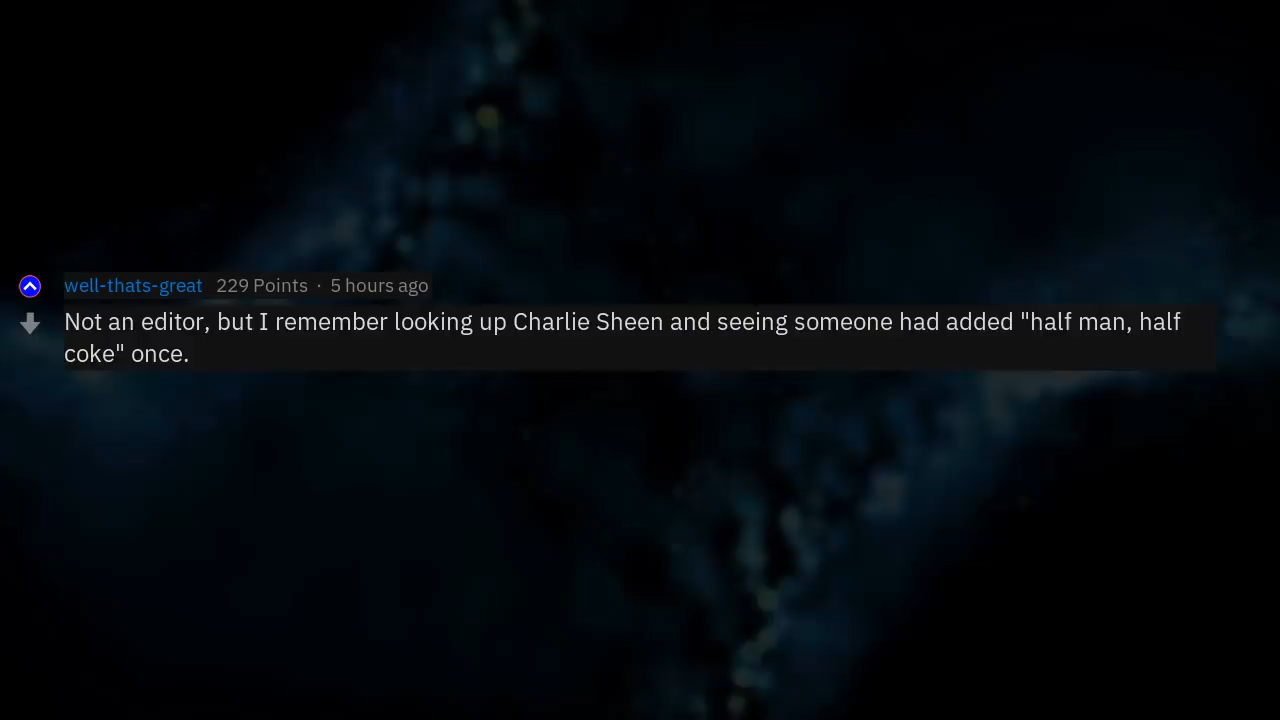 well-thats-great 229 Points · 5 hours ago
Not an editor, but I remember looking up Charlie Sheen and seeing someone had added "half man, half
coke" once.